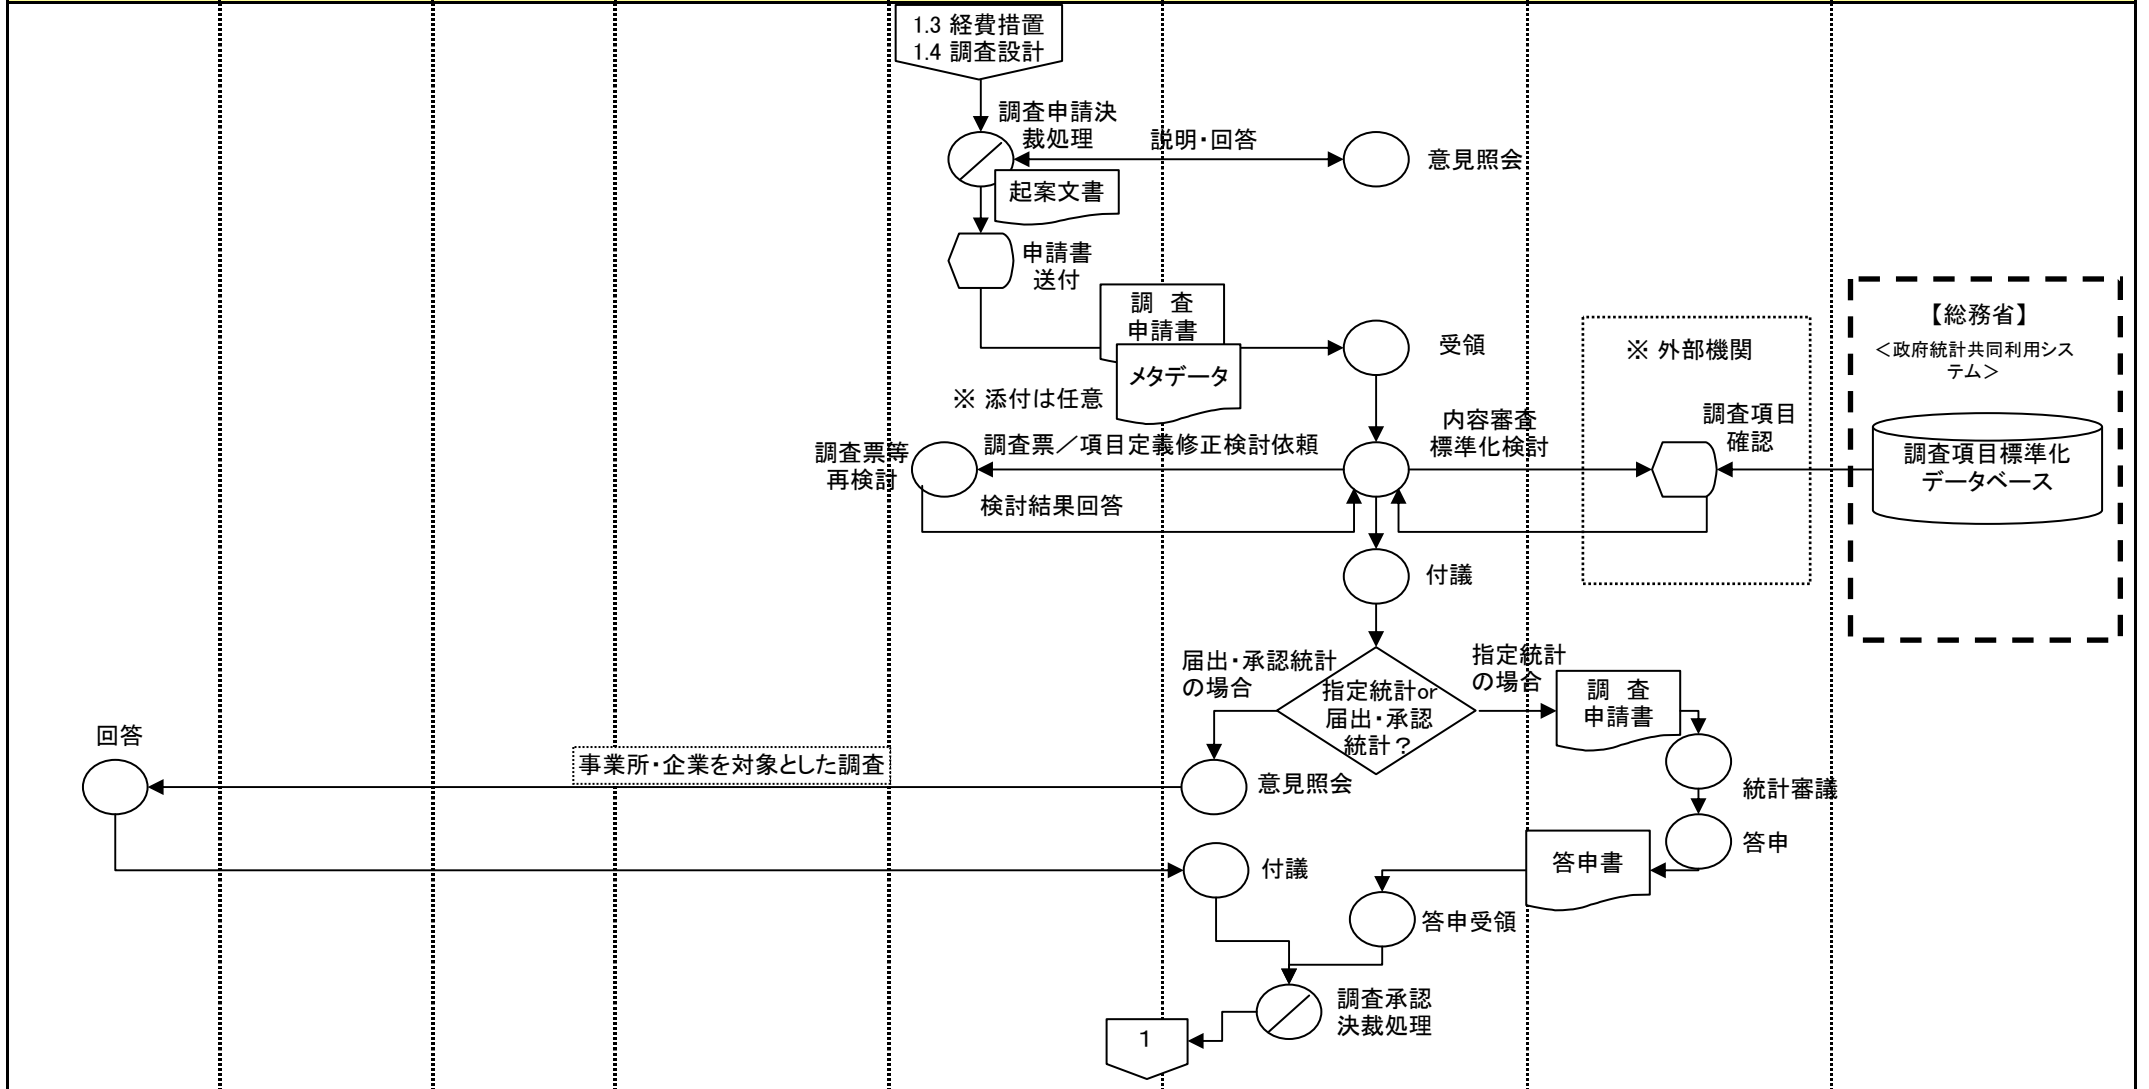 1.3 経費措置
1.4 調査設計
調査申請決
裁処理
説明・回答
意見照会
起案文書
申請書
送付
調　査
申請書
メタデータ
※ 添付は任意
受領
※ 外部機関
【総務省】
＜政府統計共同利用シス
テム＞
調査票等
再検討
調査票／項目定義修正検討依頼
内容審査
標準化検討
調査項目
確認
調査項目標準化
データベース
検討結果回答
付議
届出・承認統計
の場合
指定統計or
届出・承認
統計？
指定統計
の場合
調　査
申請書
回答
事業所・企業を対象とした調査
意見照会
統計審議
付議
答申書
答申
答申受領
調査承認
決裁処理
1